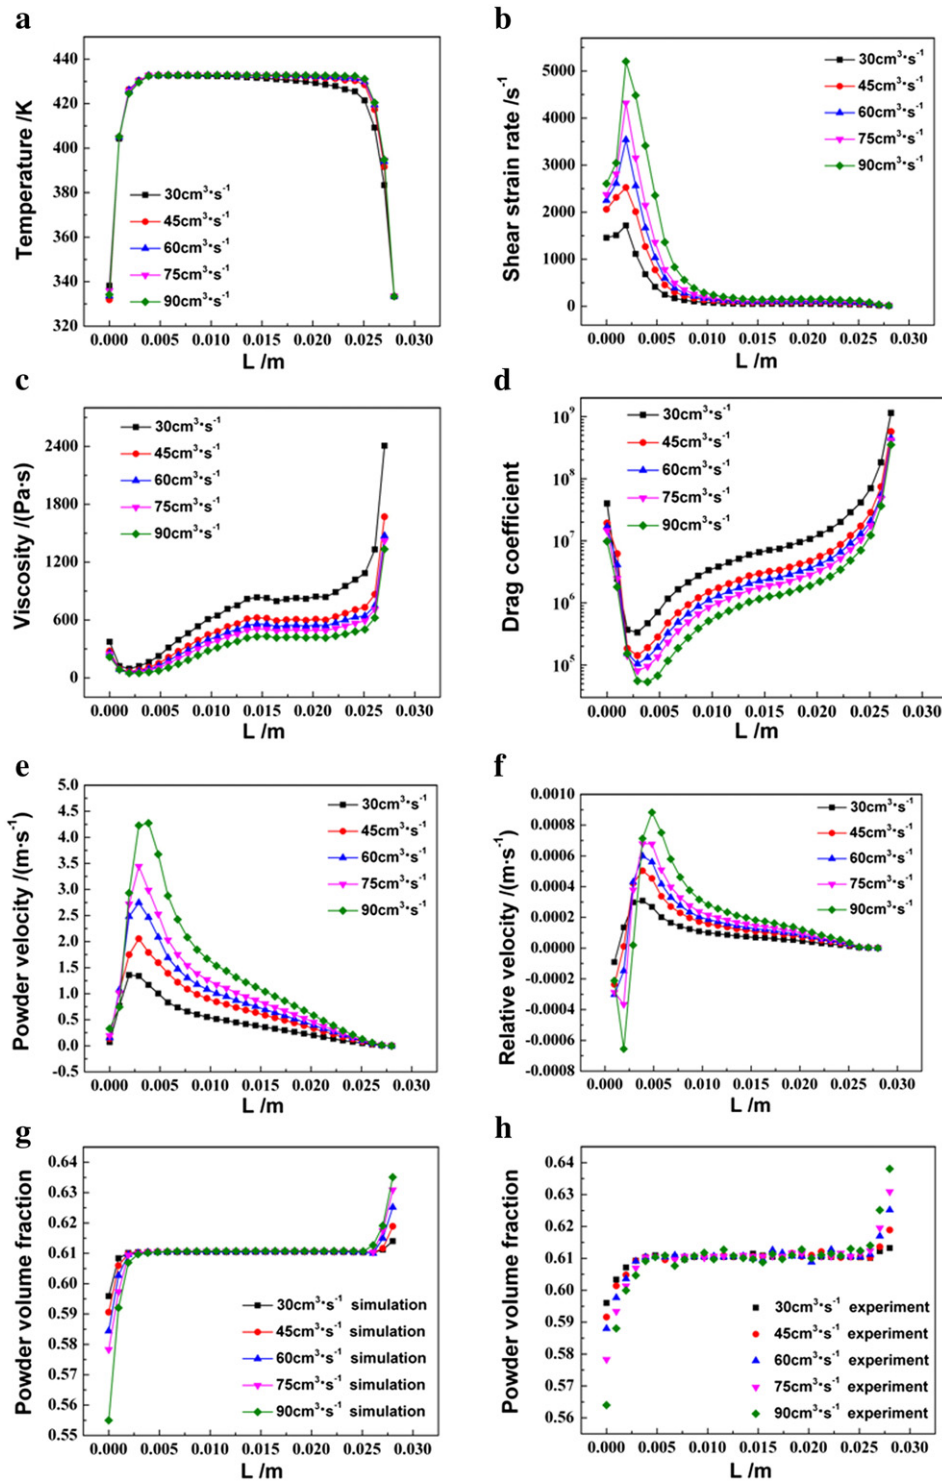 a
Temperature /K
440
420
400
380
360
340
320
30cm³•s⁻¹
45cm³•s⁻¹
60cm³•s⁻¹
75cm³•s⁻¹
90cm³•s⁻¹
0.000 0.005 0.010 0.015 0.020 0.025 0.030
L /m
b
Shear strain rate /s⁻¹
5000
4000
3000
2000
1000
0
30cm³•s⁻¹
45cm³•s⁻¹
60cm³•s⁻¹
75cm³•s⁻¹
90cm³•s⁻¹
0.000 0.005 0.010 0.015 0.020 0.025 0.030
L /m
c
Viscosity /(Pa·s)
2400
1800
1200
600
0
30cm³•s⁻¹
45cm³•s⁻¹
60cm³•s⁻¹
75cm³•s⁻¹
90cm³•s⁻¹
0.000 0.005 0.010 0.015 0.020 0.025 0.030
L /m
d
Drag coefficient
10⁹
10⁸
10⁷
10⁶
10⁵
30cm³•s⁻¹
45cm³•s⁻¹
60cm³•s⁻¹
75cm³•s⁻¹
90cm³•s⁻¹
0.000 0.005 0.010 0.015 0.020 0.025 0.030
L /m
e
Powder velocity /(m·s⁻¹)
5.0
4.5
4.0
3.5
3.0
2.5
2.0
1.5
1.0
0.5
0.0
-0.5
30cm³•s⁻¹
45cm³•s⁻¹
60cm³•s⁻¹
75cm³•s⁻¹
90cm³•s⁻¹
0.000 0.005 0.010 0.015 0.020 0.025 0.030
L /m
f
Relative velocity /(m·s⁻¹)
0.0010
0.0008
0.0006
0.0004
0.0002
0.0000
-0.0002
-0.0004
-0.0006
-0.0008
30cm³•s⁻¹
45cm³•s⁻¹
60cm³•s⁻¹
75cm³•s⁻¹
90cm³•s⁻¹
0.000 0.005 0.010 0.015 0.020 0.025 0.030
L /m
g
Powder volume fraction
0.64
0.63
0.62
0.61
0.60
0.59
0.58
0.57
0.56
0.55
30cm³•s⁻¹ simulation
45cm³•s⁻¹ simulation
60cm³•s⁻¹ simulation
75cm³•s⁻¹ simulation
90cm³•s⁻¹ simulation
0.000 0.005 0.010 0.015 0.020 0.025 0.030
L /m
h
Powder volume fraction
0.64
0.63
0.62
0.61
0.60
0.59
0.58
0.57
0.56
30cm³•s⁻¹ experiment
45cm³•s⁻¹ experiment
60cm³•s⁻¹ experiment
75cm³•s⁻¹ experiment
90cm³•s⁻¹ experiment
0.000 0.005 0.010 0.015 0.020 0.025 0.030
L /m